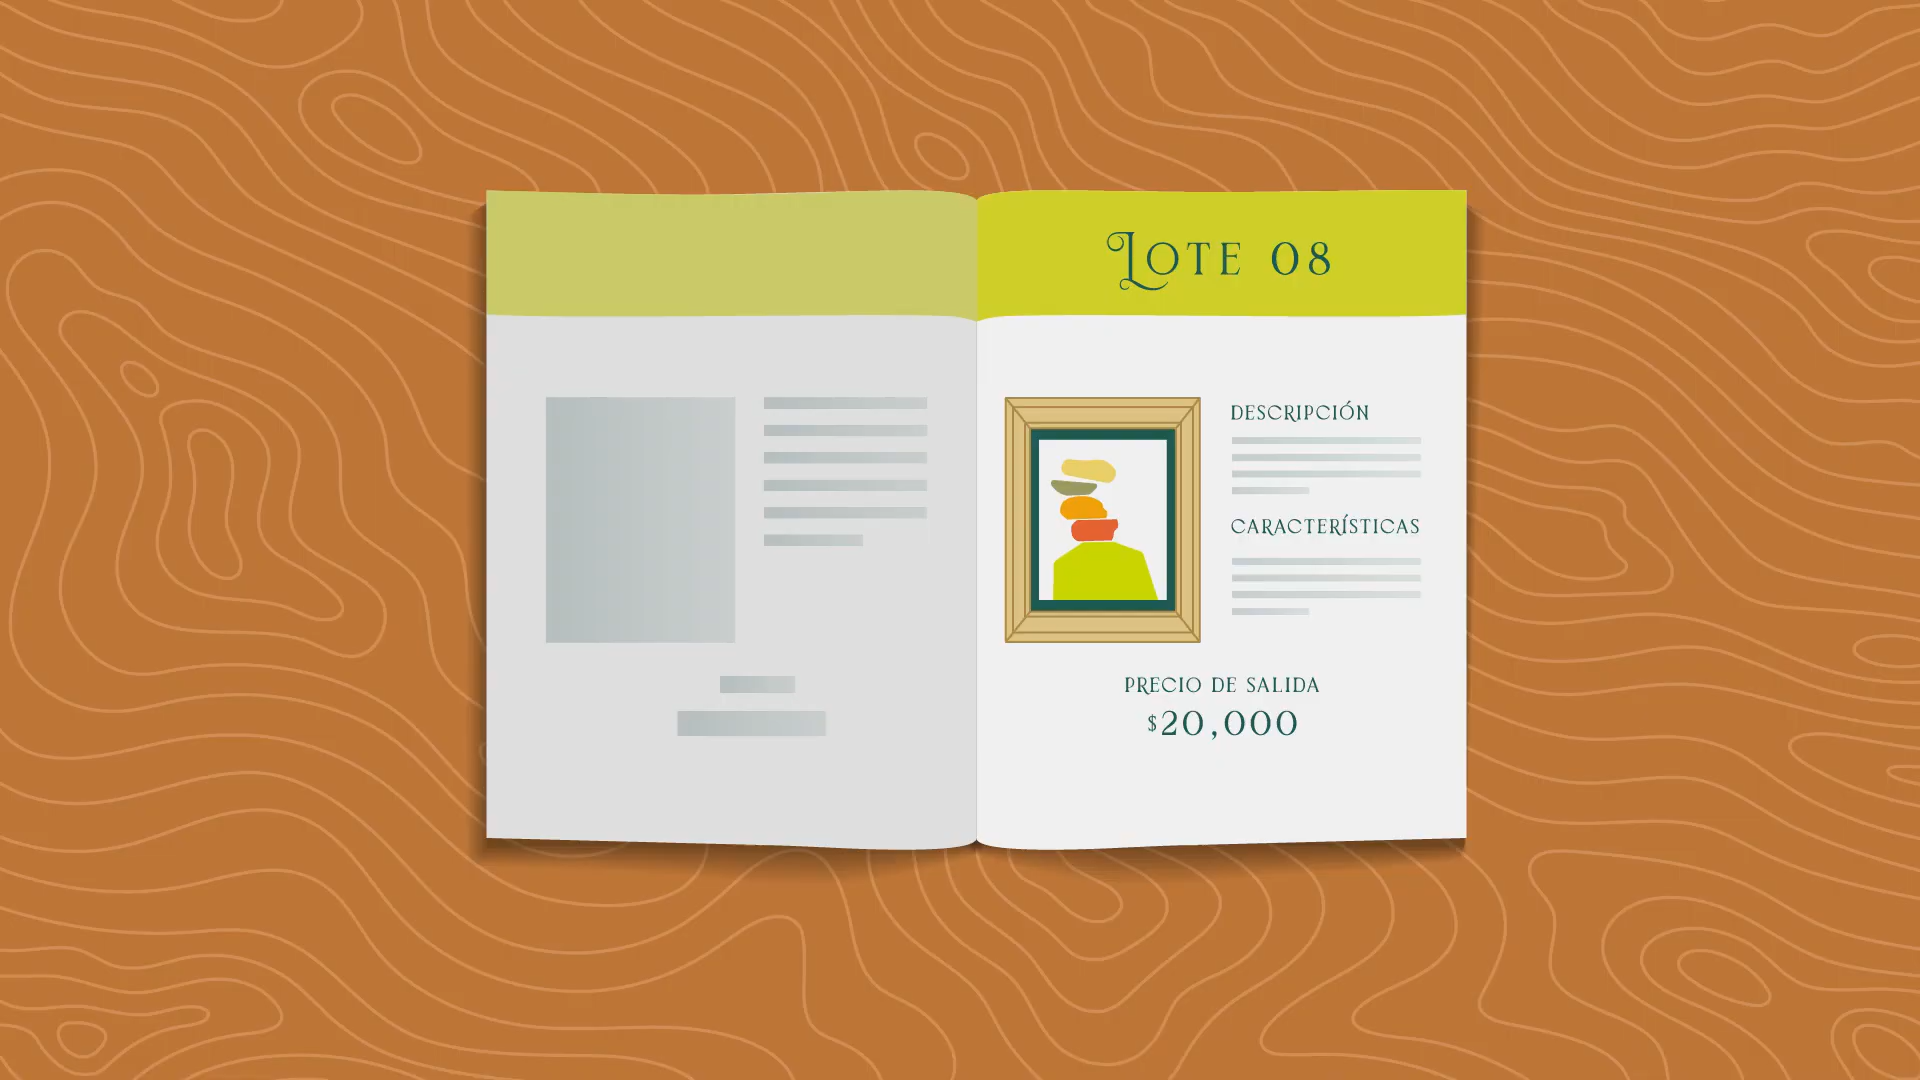 Lote 08
DESCRIPCIÓN
CARACTERÍSTICAS
PRECIO DE SALIDA
$20,000